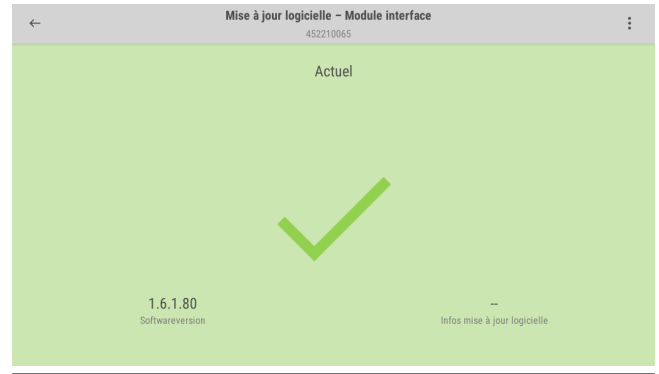 Mise à jour logicielle – Module interface
452210065
Actuel
1.6.1.80
--
Softwareversion
Infos mise à jour logicielle